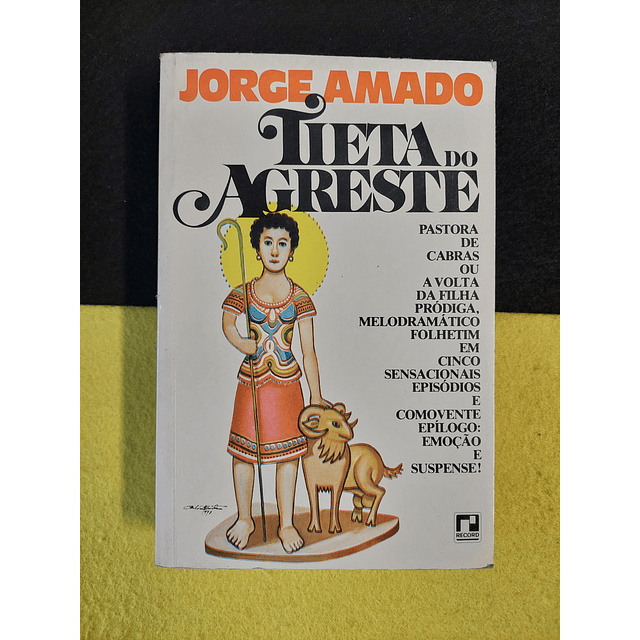 JORGE AMADO
TIETA DO
AGRESTE
PASTORA
DE
CABRAS
OU
A VOLTA
DA FILHA
PRÓDIGA,
MELODRAMÁTICO
FOLHETIM
EM
CINCO
SENSACIONAIS
EPISÓDIOS
E
COMOVENTE
EPÍLOGO:
EMOÇÃO
E
SUSPENSE!
RECORD